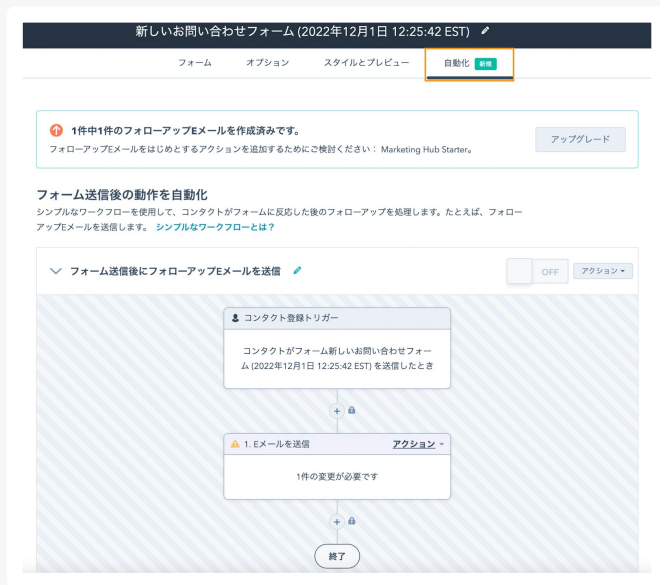 新しいお問い合わせフォーム (2022年12月1日 12:25:42 EST)
フォーム
オプション
スタイルとプレビュー
自動化 新規
1件中1件のフォローアップEメールを作成済みです。
フォローアップEメールをはじめとするアクションを追加するためにご検討ください： Marketing Hub Starter。
アップグレード
フォーム送信後の動作を自動化
シンプルなワークフローを使用して、コンタクトがフォームに反応した後のフォローアップを処理します。たとえば、フォロー
アップEメールを送信します。 シンプルなワークフローとは？
フォーム送信後にフォローアップEメールを送信
OFF
アクション
コンタクト登録トリガー
コンタクトがフォーム新しいお問い合わせフォー
ム (2022年12月1日 12:25:42 EST) を送信したとき
1. Eメールを送信
アクション
1件の変更が必要です
終了